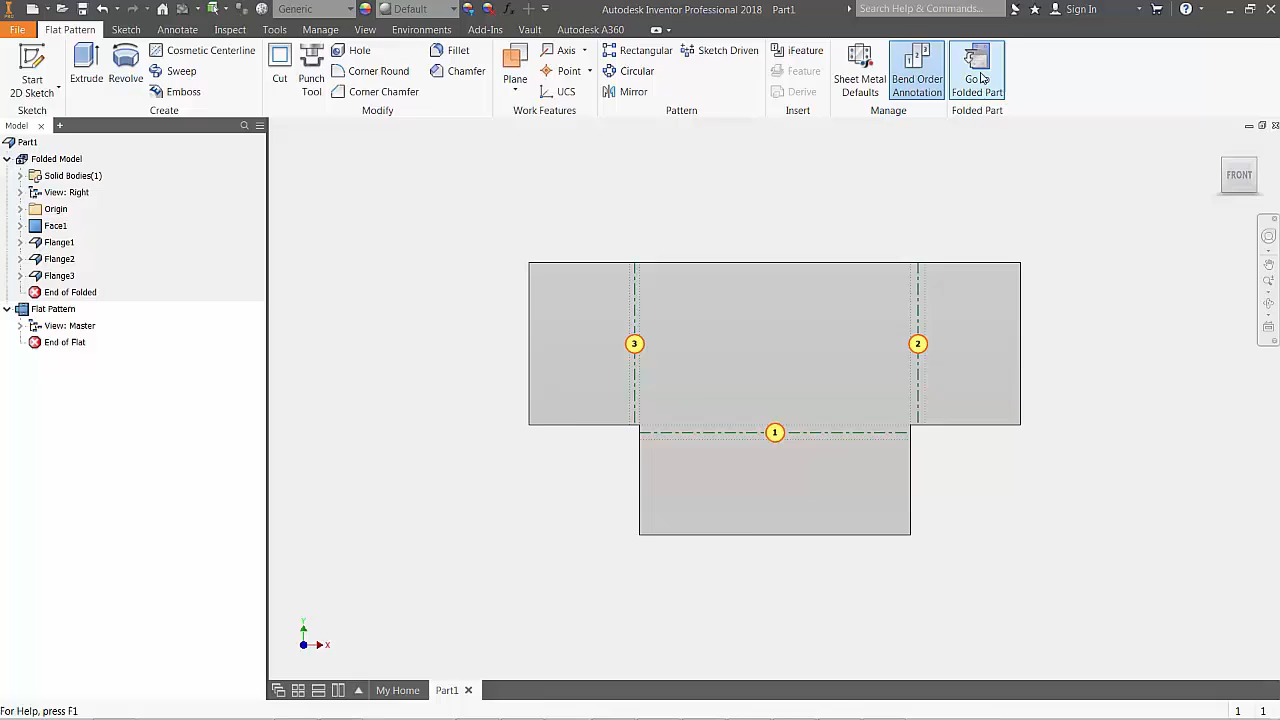 PRO
Generic
Default
Autodesk Inventor Professional 2018   Part1
Search Help & Commands...
Sign In
File
Flat Pattern
Sketch
Annotate
Inspect
Tools
Manage
View
Environments
Add-Ins
Vault
Autodesk A360
Start
2D Sketch
Sketch
Extrude
Revolve
Cosmetic Centerline
Sweep
Emboss
Create
Cut
Punch
Tool
Hole
Corner Round
Corner Chamfer
Fillet
Chamfer
Modify
Plane
Axis
Point
UCS
Work Features
Rectangular
Circular
Mirror
Sketch Driven
Pattern
iFeature
Feature
Derive
Insert
Sheet Metal
Defaults
Bend Order
Annotation
Manage
Go
Folded Part
Folded Part
Model
Part1
Folded Model
Solid Bodies(1)
View: Right
Origin
Face1
Flange1
Flange2
Flange3
End of Folded
Flat Pattern
View: Master
End of Flat
FRONT
3
2
1
Y
X
My Home
Part1
For Help, press F1
1
1